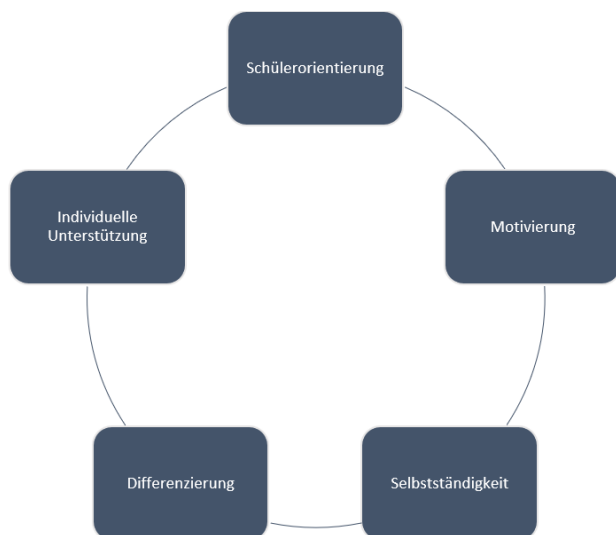 Schülerorientierung
Motivierung
Selbstständigkeit
Differenzierung
Individuelle
Unterstützung